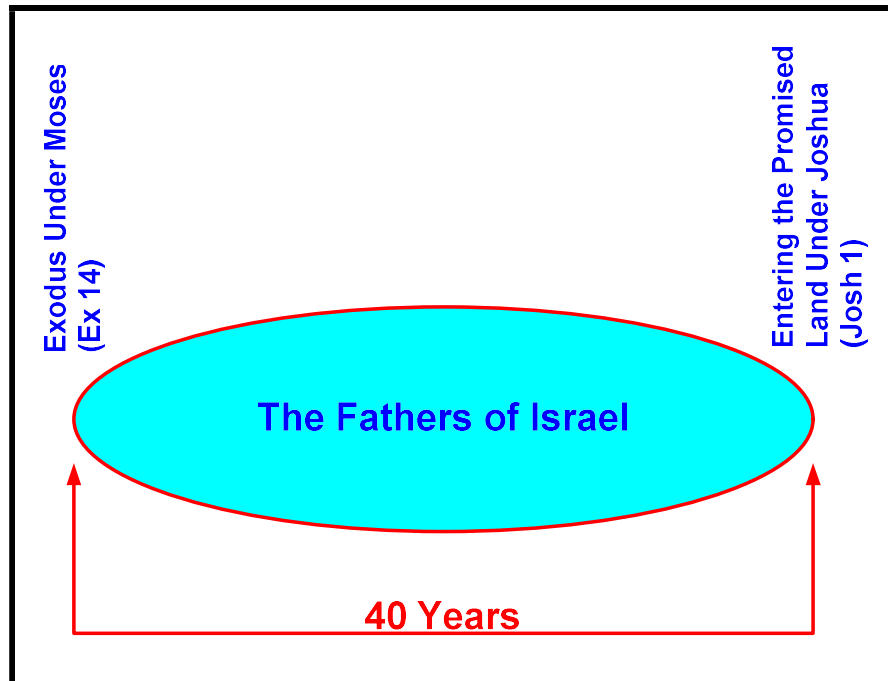 Exodus Under Moses
(Ex 14)
Entering the Promised
Land Under Joshua
(Josh 1)
The Fathers of Israel
40 Years